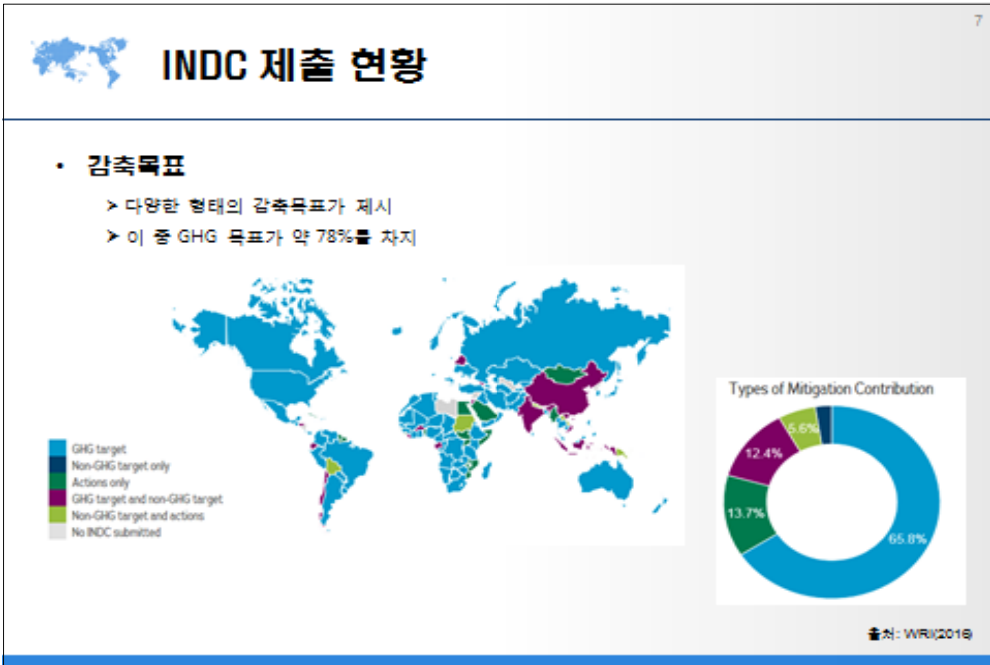 7
INDC 제출 현황
• 감축목표
➤ 다양한 형태의 감축목표가 제시
➤ 이 중 GHG 목표가 약 78%를 차지
GHG target
Non-GHG target only
Actions only
GHG target and non-GHG target
Non-GHG target and actions
No INDC submitted
Types of Mitigation Contribution
5.6%
12.4%
13.7%
65.8%
출처: WRI(2016)